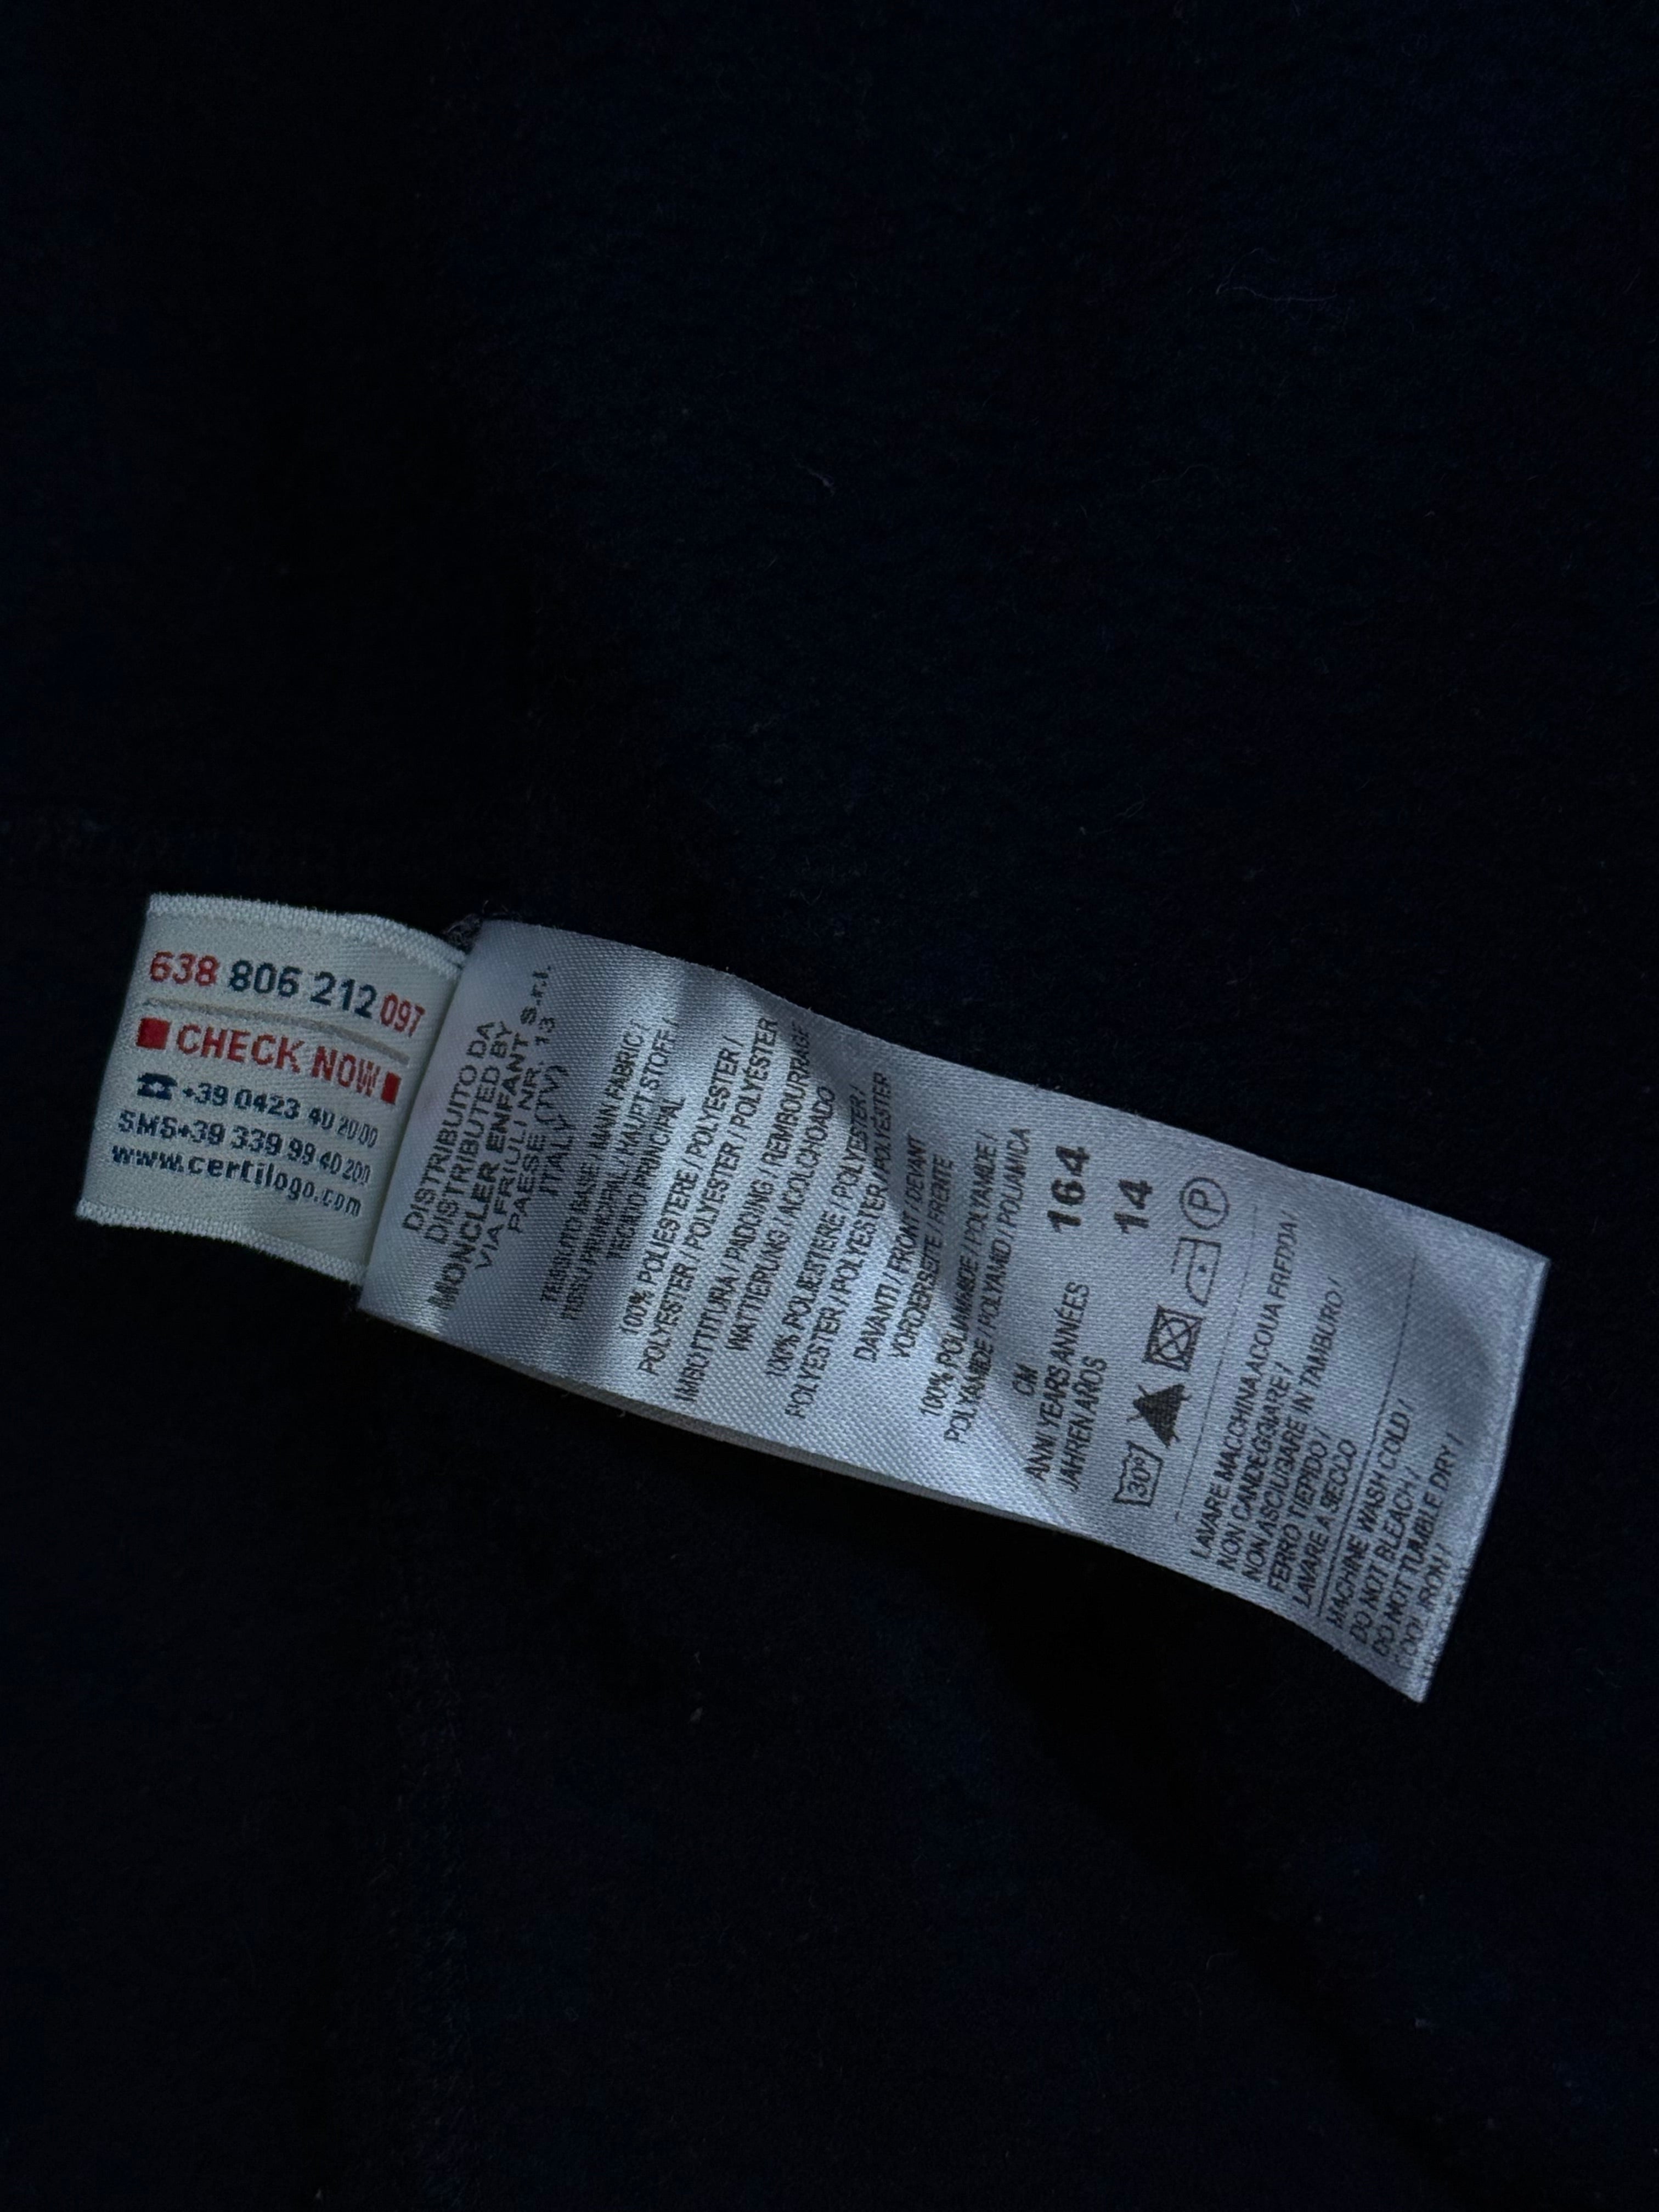 638 806 212 097
CHECK NOW
+39 0423 40 20 00
SMS+39 339 99 40 200
www.certilogo.com
DISTRIBUITO DA
DISTRIBUTED BY
MONCLER ENFANT S.r.l.
VIA FRIULI NR. 13
PAESE (TV)
ITALY
TESSUTO BASE / MAIN FABRIC /
TISSU PRINCIPAL / HAUPTSTOFF /
TEJIDO PRINCIPAL
100% POLIESTERE / POLYESTER /
POLYESTER / POLYESTER / POLYESTER
IMBOTTITURA / PADDING / REMBOURRAGE
WATTIERUNG / ACOLCHOADO
100% POLIESTERE / POLYESTER /
POLYESTER / POLYESTER / POLYESTER
DAVANTI / FRONT / DEVANT
VORDERSEITE / FRENTE
100% POLIAMMIDE / POLYAMIDE /
POLYAMIDE / POLYAMID / POLIAMICA
CM 164
ANNI YEARS ANNÉES 14
JAHREN AÑOS
30° P
LAVARE MACCHINA ACQUA FREDDA /
NON CANDEGGIARE /
NON ASCIUGARE IN TAMBURO /
FERRO TIEPIDO /
LAVARE A SECCO
MACHINE WASH COLD /
DO NOT BLEACH /
DO NOT TUMBLE DRY /
COOL IRON /